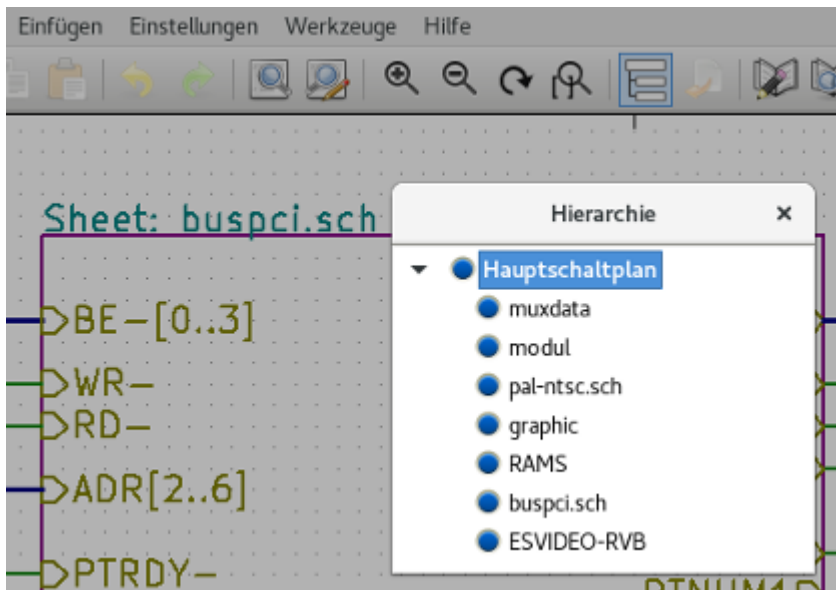 Einfügen Einstellungen Werkzeuge Hilfe
Sheet: buspci.sch
Hierarchie
Hauptschaltplan
muxdata
modul
pal-ntsc.sch
graphic
RAMS
buspci.sch
ESVIDEO-RVB
BE-[0..3]
WR-
RD-
ADR[2..6]
PTRDY-